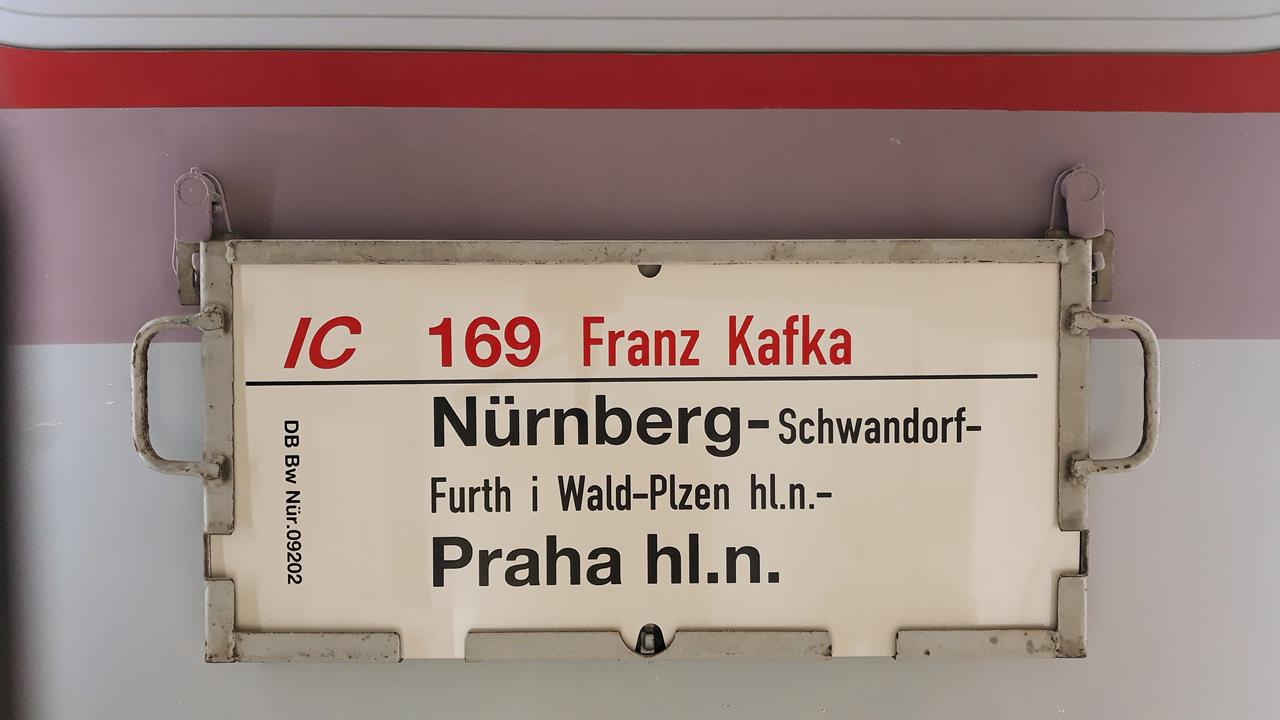 IC 169 Franz Kafka
Nürnberg-Schwandorf-
Furth i Wald-Plzen hl.n.-
Praha hl.n.
DB Bw Nür.09202